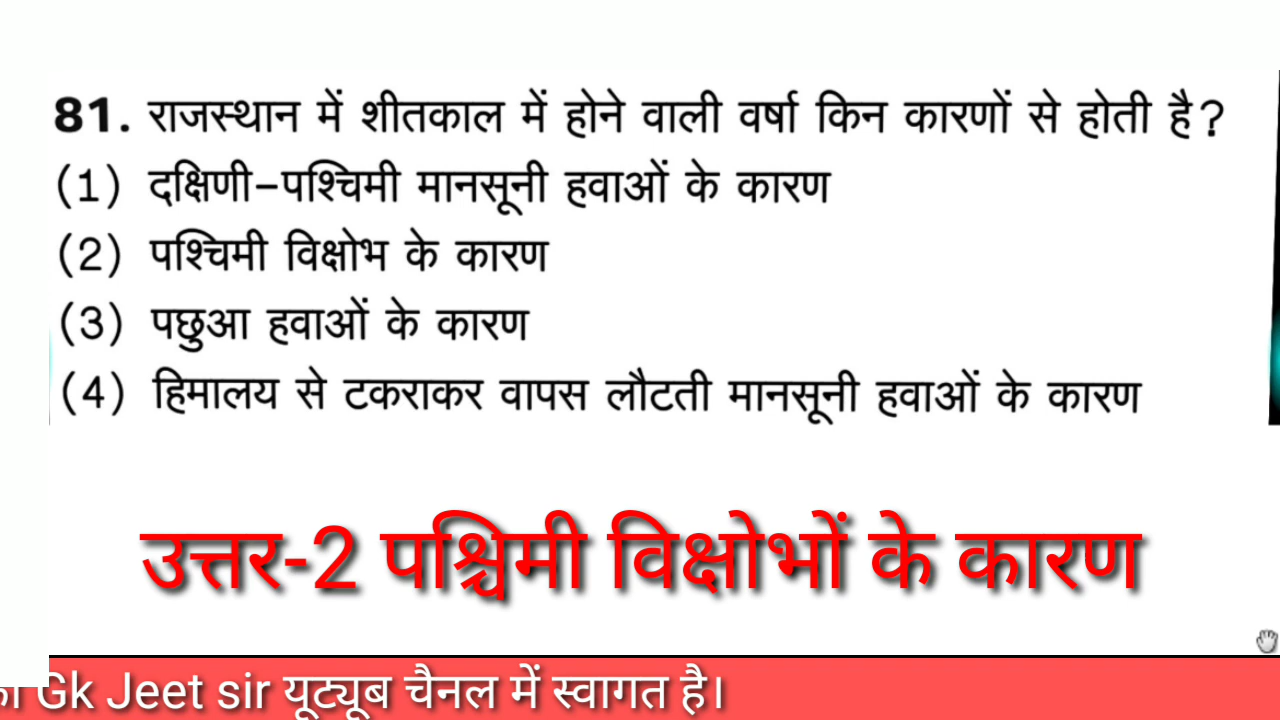 81. राजस्थान में शीतकाल में होने वाली वर्षा किन कारणों से होती है?
(1) दक्षिणी-पश्चिमी मानसूनी हवाओं के कारण
(2) पश्चिमी विक्षोभ के कारण
(3) पछुआ हवाओं के कारण
(4) हिमालय से टकराकर वापस लौटती मानसूनी हवाओं के कारण
उत्तर-2 पश्चिमी विक्षोभों के कारण
Gk Jeet sir यूट्यूब चैनल में स्वागत है।